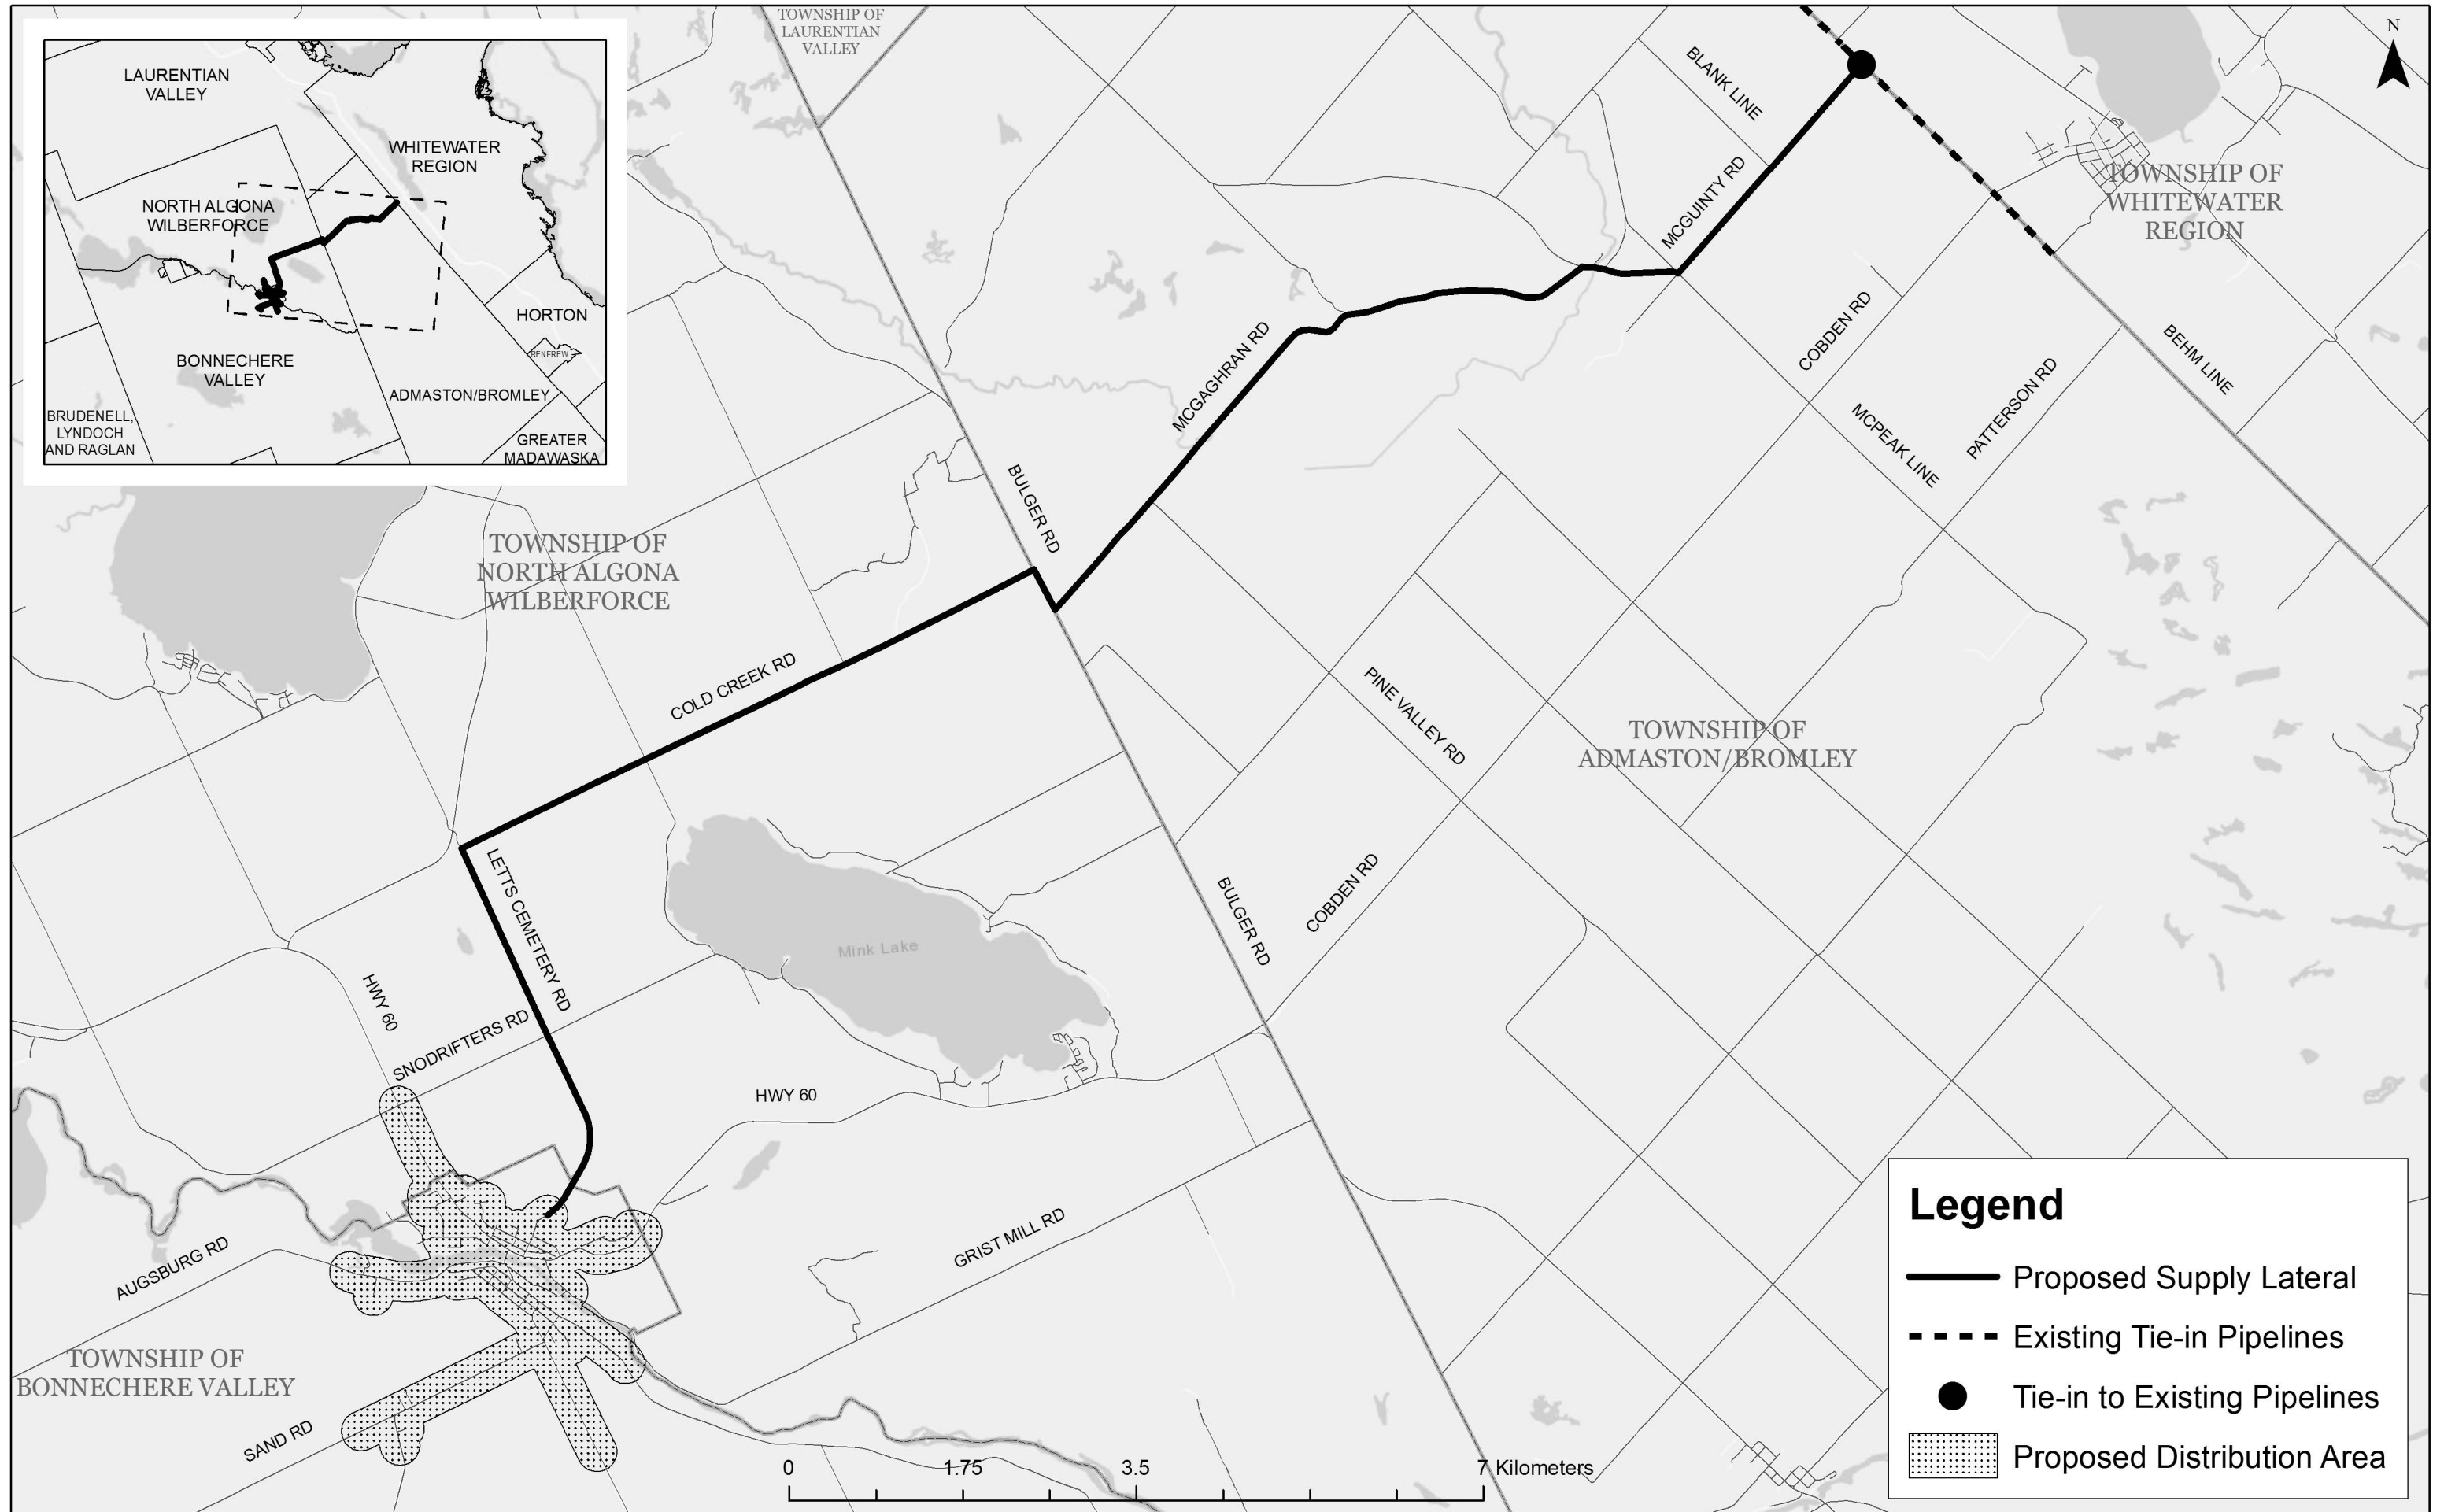 TOWNSHIP OF
LAURENTIAN
VALLEY
N
LAURENTIAN
VALLEY
WHITEWATER
REGION
NORTH ALGONA
WILBERFORCE
HORTON
RENFREW
BONNECHERE
VALLEY
ADMASTON/BROMLEY
BRUDENELL,
LYNDOCH
AND RAGLAN
GREATER
MADAWASKA
BLANK LINE
MCGUINTY RD
TOWNSHIP OF
WHITEWATER
REGION
COBDEN RD
BEHM LINE
MCGAGHRAN RD
PATTERSON RD
MCPEAK LINE
BULGER RD
TOWNSHIP OF
NORTH ALGONA
WILBERFORCE
COLD CREEK RD
PINE VALLEY RD
TOWNSHIP OF
ADMASTON/BROMLEY
LETTS CEMETERY RD
Mink Lake
BULGER RD
COBDEN RD
HWY 60
SNODRIFTERS RD
HWY 60
AUGSBURG RD
GRIST MILL RD
TOWNSHIP OF
BONNECHERE VALLEY
SAND RD
0 1.75 3.5 7 Kilometers
Legend
Proposed Supply Lateral
Existing Tie-in Pipelines
Tie-in to Existing Pipelines
Proposed Distribution Area